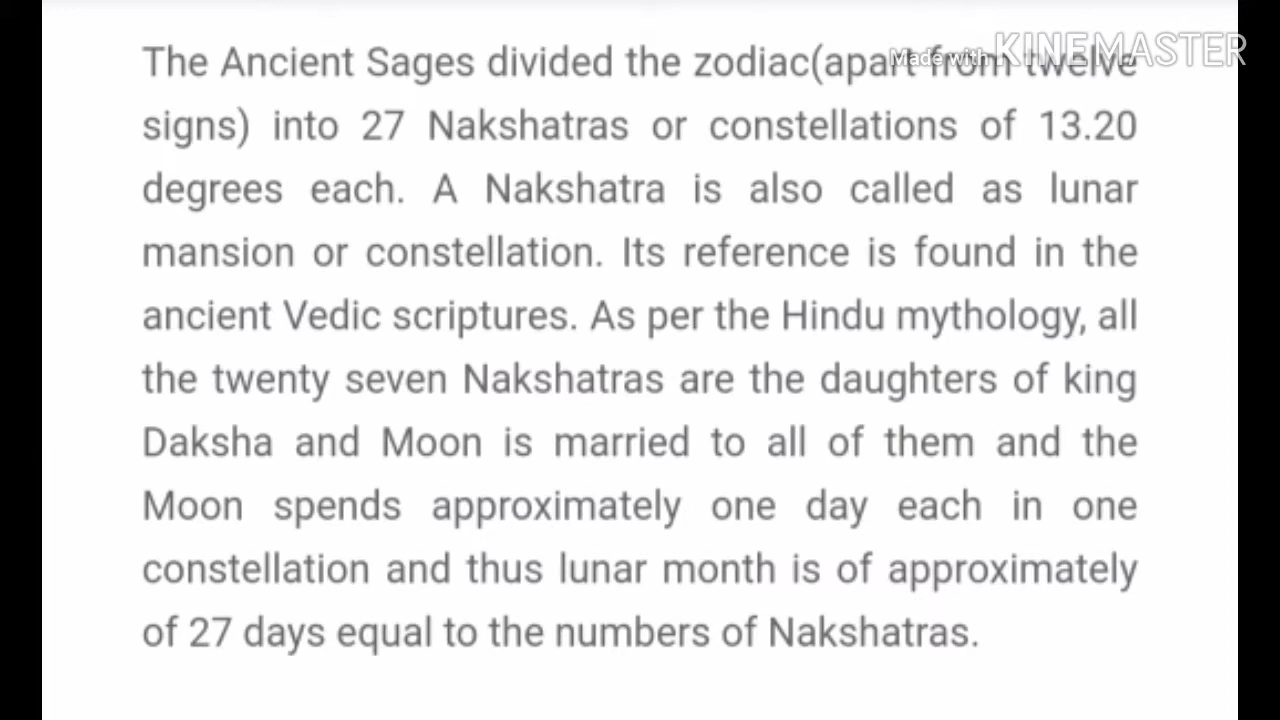 The Ancient Sages divided the zodiac(apart from twelve
Made with KINEMASTER
signs) into 27 Nakshatras or constellations of 13.20
degrees each. A Nakshatra is also called as lunar
mansion or constellation. Its reference is found in the
ancient Vedic scriptures. As per the Hindu mythology, all
the twenty seven Nakshatras are the daughters of king
Daksha and Moon is married to all of them and the
Moon spends approximately one day each in one
constellation and thus lunar month is of approximately
of 27 days equal to the numbers of Nakshatras.